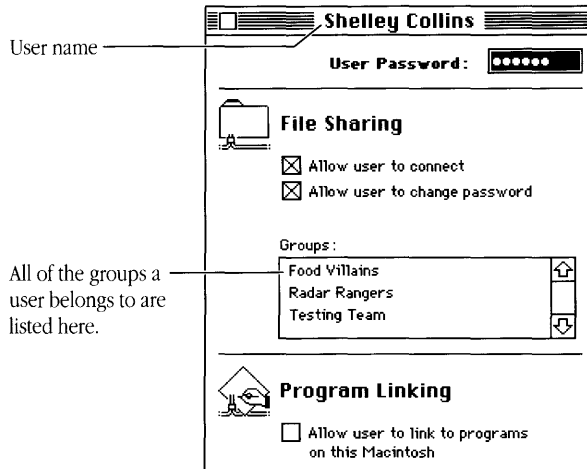 Shelley Collins
User name
User Password:
File Sharing
Allow user to connect
Allow user to change password
Groups:
All of the groups a
user belongs to are
listed here.
Food Villains
Radar Rangers
Testing Team
Program Linking
Allow user to link to programs
on this Macintosh